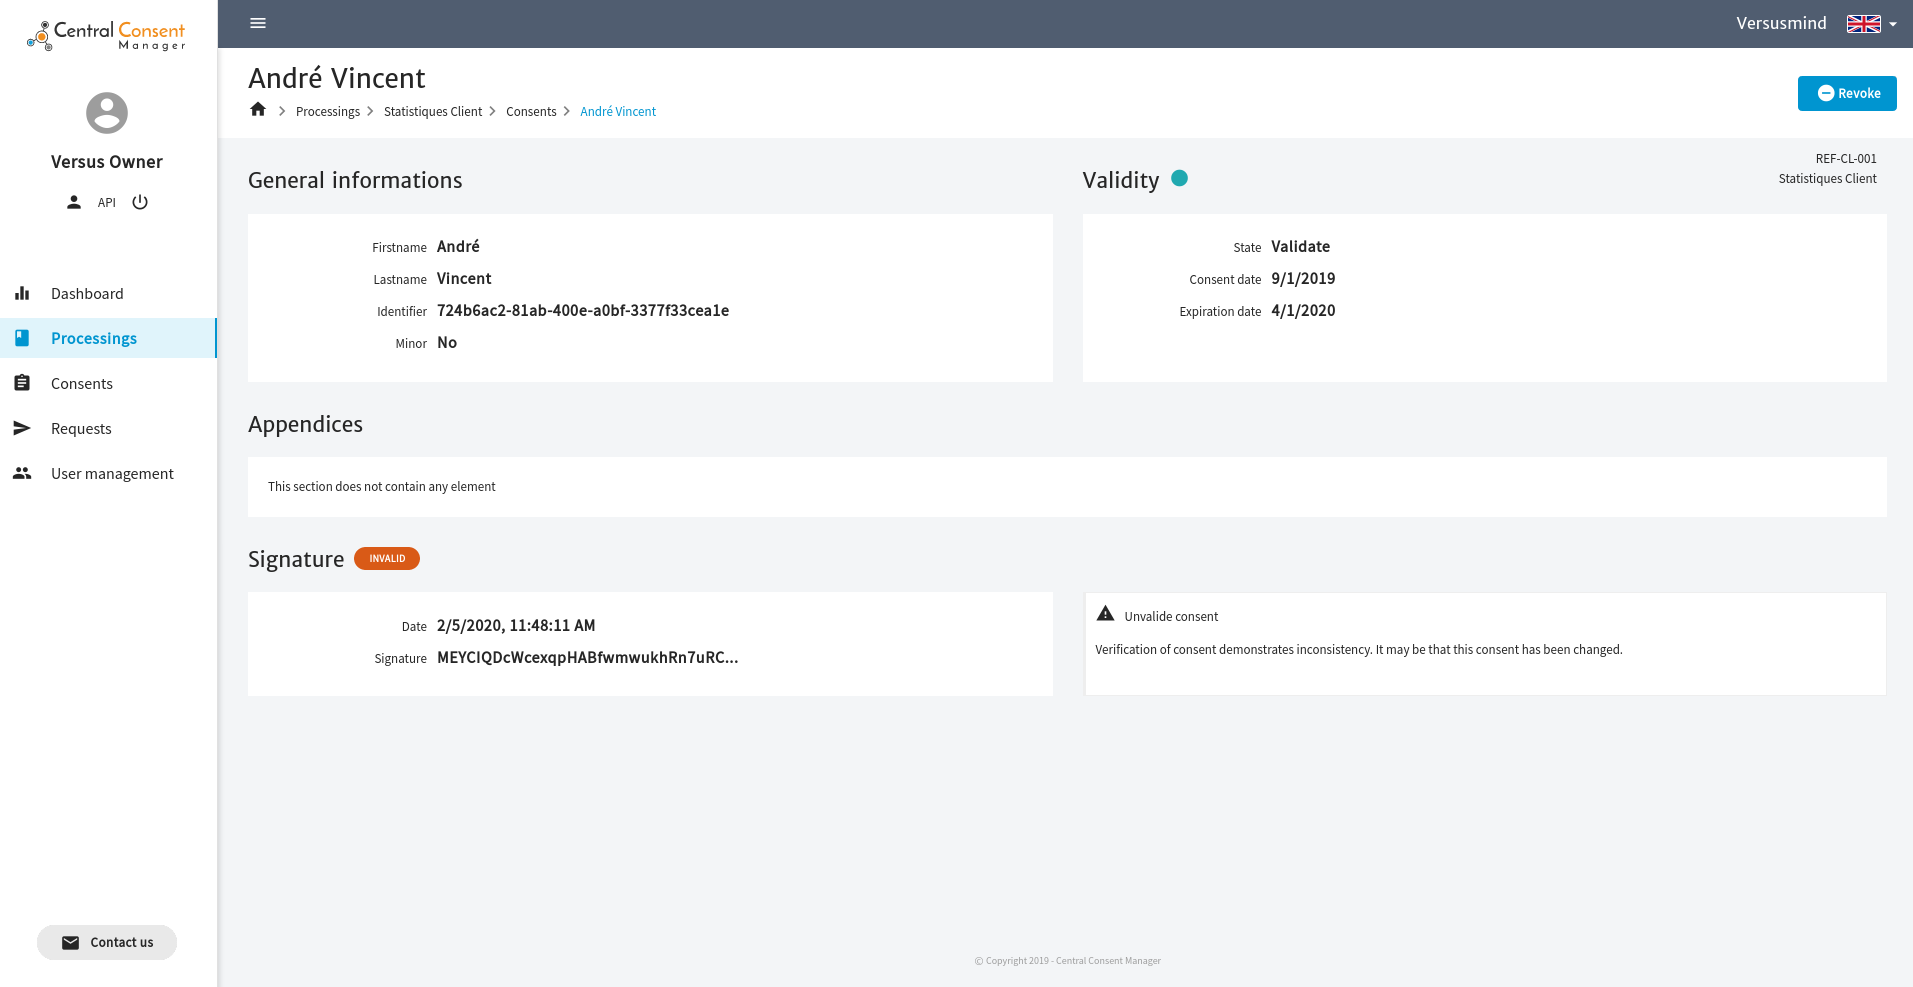 Central Consent
Manager
Versus Owner
API
Dashboard
Processings
Consents
Requests
User management
Contact us
Versusmind
André Vincent
Processings
Statistiques Client
Consents
André Vincent
Revoke
REF-CL-001
Statistiques Client
General informations
Firstname André
Lastname Vincent
Identifier 724b6ac2-81ab-400e-a0bf-3377f33cea1e
Minor No
Validity
State Validate
Consent date 9/1/2019
Expiration date 4/1/2020
Appendices
This section does not contain any element
Signature INVALID
Date 2/5/2020, 11:48:11 AM
Signature MEYCIQDcWcexqpHABfwmwukhRn7uRC...
Unvalide consent
Verification of consent demonstrates inconsistency. It may be that this consent has been changed.
© Copyright 2019 - Central Consent Manager